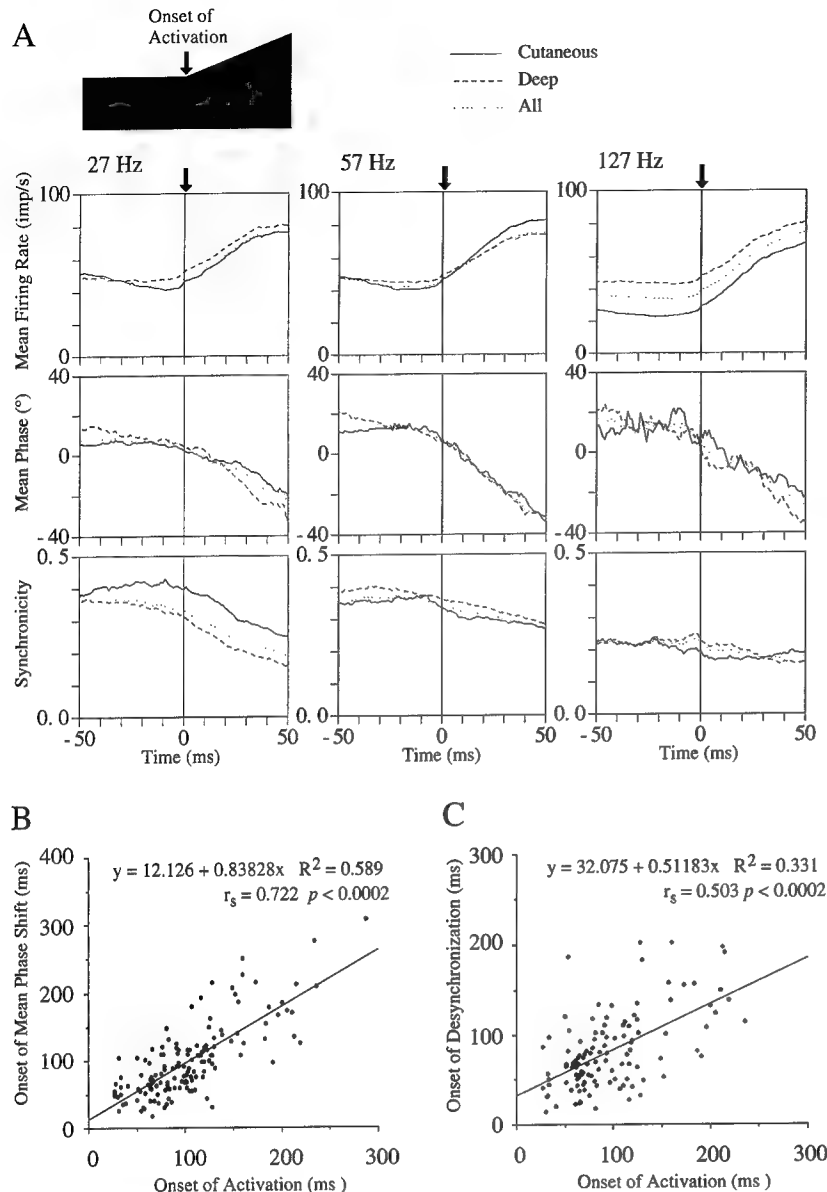 A
Onset of
Activation
Cutaneous
Deep
All
27 Hz
57 Hz
127 Hz
Mean Firing Rate (imp/s)
100
0
100
0
100
0
Mean Phase (°)
40
0
-40
40
0
-40
40
0
-40
Synchronicity
0.5
0.0
0.5
0.0
0.5
0.0
-50 0 50
Time (ms)
-50 0 50
Time (ms)
-50 0 50
Time (ms)
B
y = 12.126 + 0.83828x R² = 0.589
rs = 0.722 p < 0.0002
Onset of Mean Phase Shift (ms)
400
300
200
100
0
0 100 200 300
Onset of Activation (ms )
C
y = 32.075 + 0.51183x R² = 0.331
rs = 0.503 p < 0.0002
Onset of Desynchronization (ms)
300
200
100
0
0 100 200 300
Onset of Activation (ms )